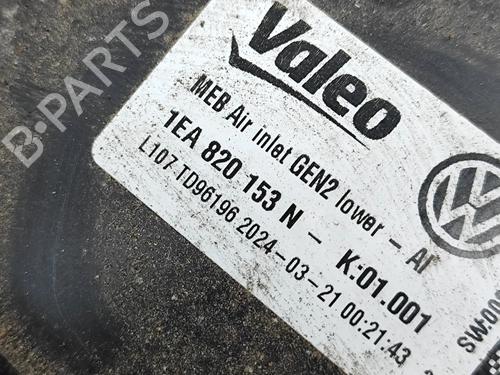 B-PARTS
Valeo
MEB Air inlet GEN2 lower – AI
1EA 820 153 N – K:01.001
L107 TD96196 2024-03-21 00:21:43